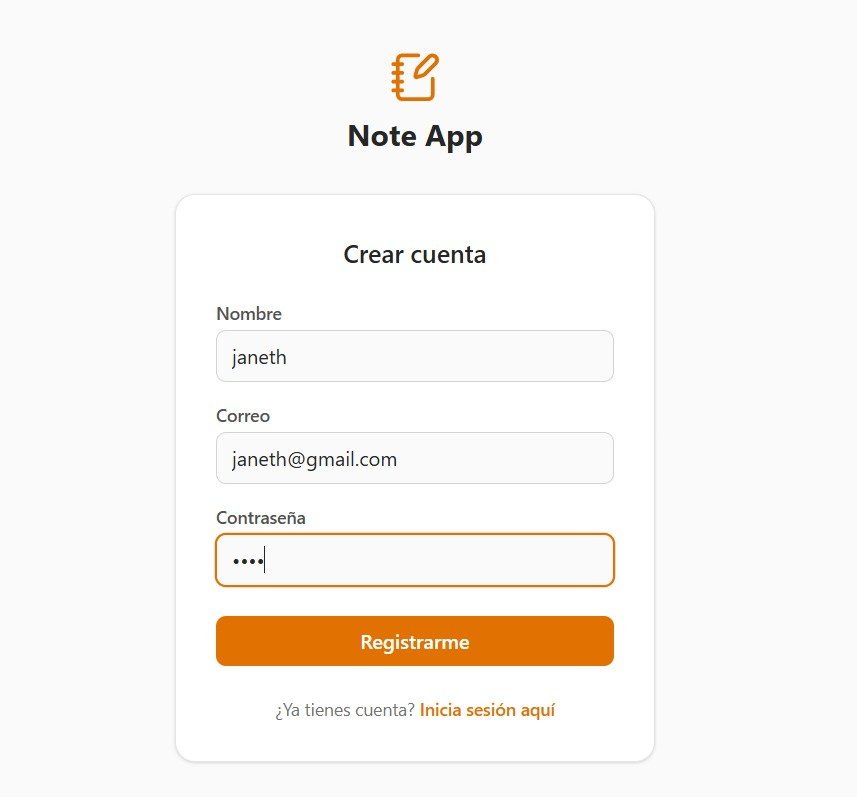 Note App
Crear cuenta
Nombre
janeth
Correo
janeth@gmail.com
Contraseña
••••
Registrarme
¿Ya tienes cuenta? Inicia sesión aquí